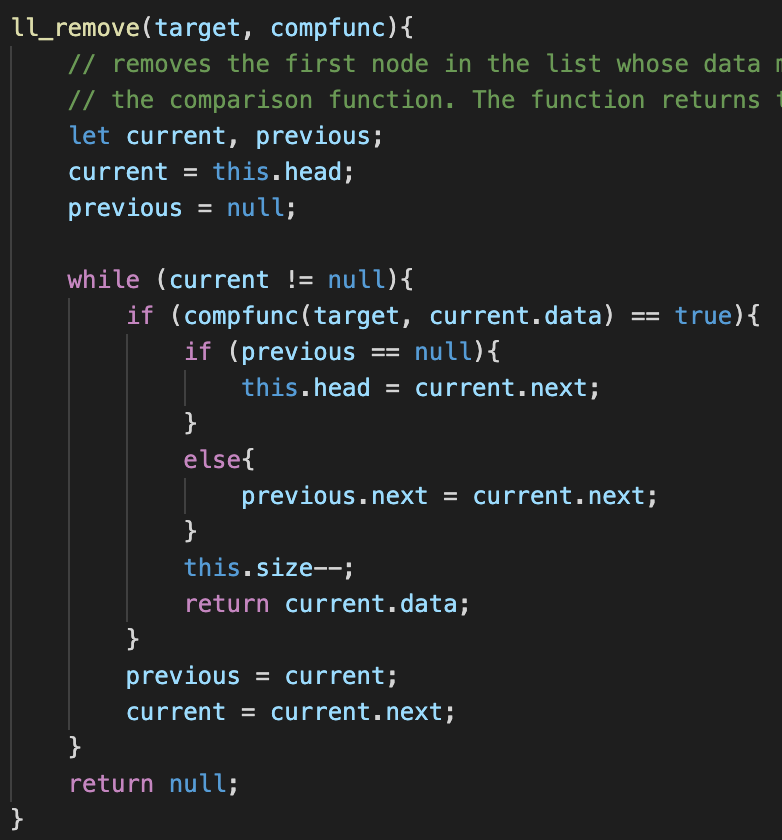 ll_remove(target, compfunc){
// removes the first node in the list whose data
// the comparison function. The function returns
let current, previous;
current = this.head;
previous = null;
while (current != null){
if (compfunc(target, current.data) == true){
if (previous == null){
this.head = current.next;
}
else{
previous.next = current.next;
}
this.size--;
return current.data;
}
previous = current;
current = current.next;
}
return null;
}